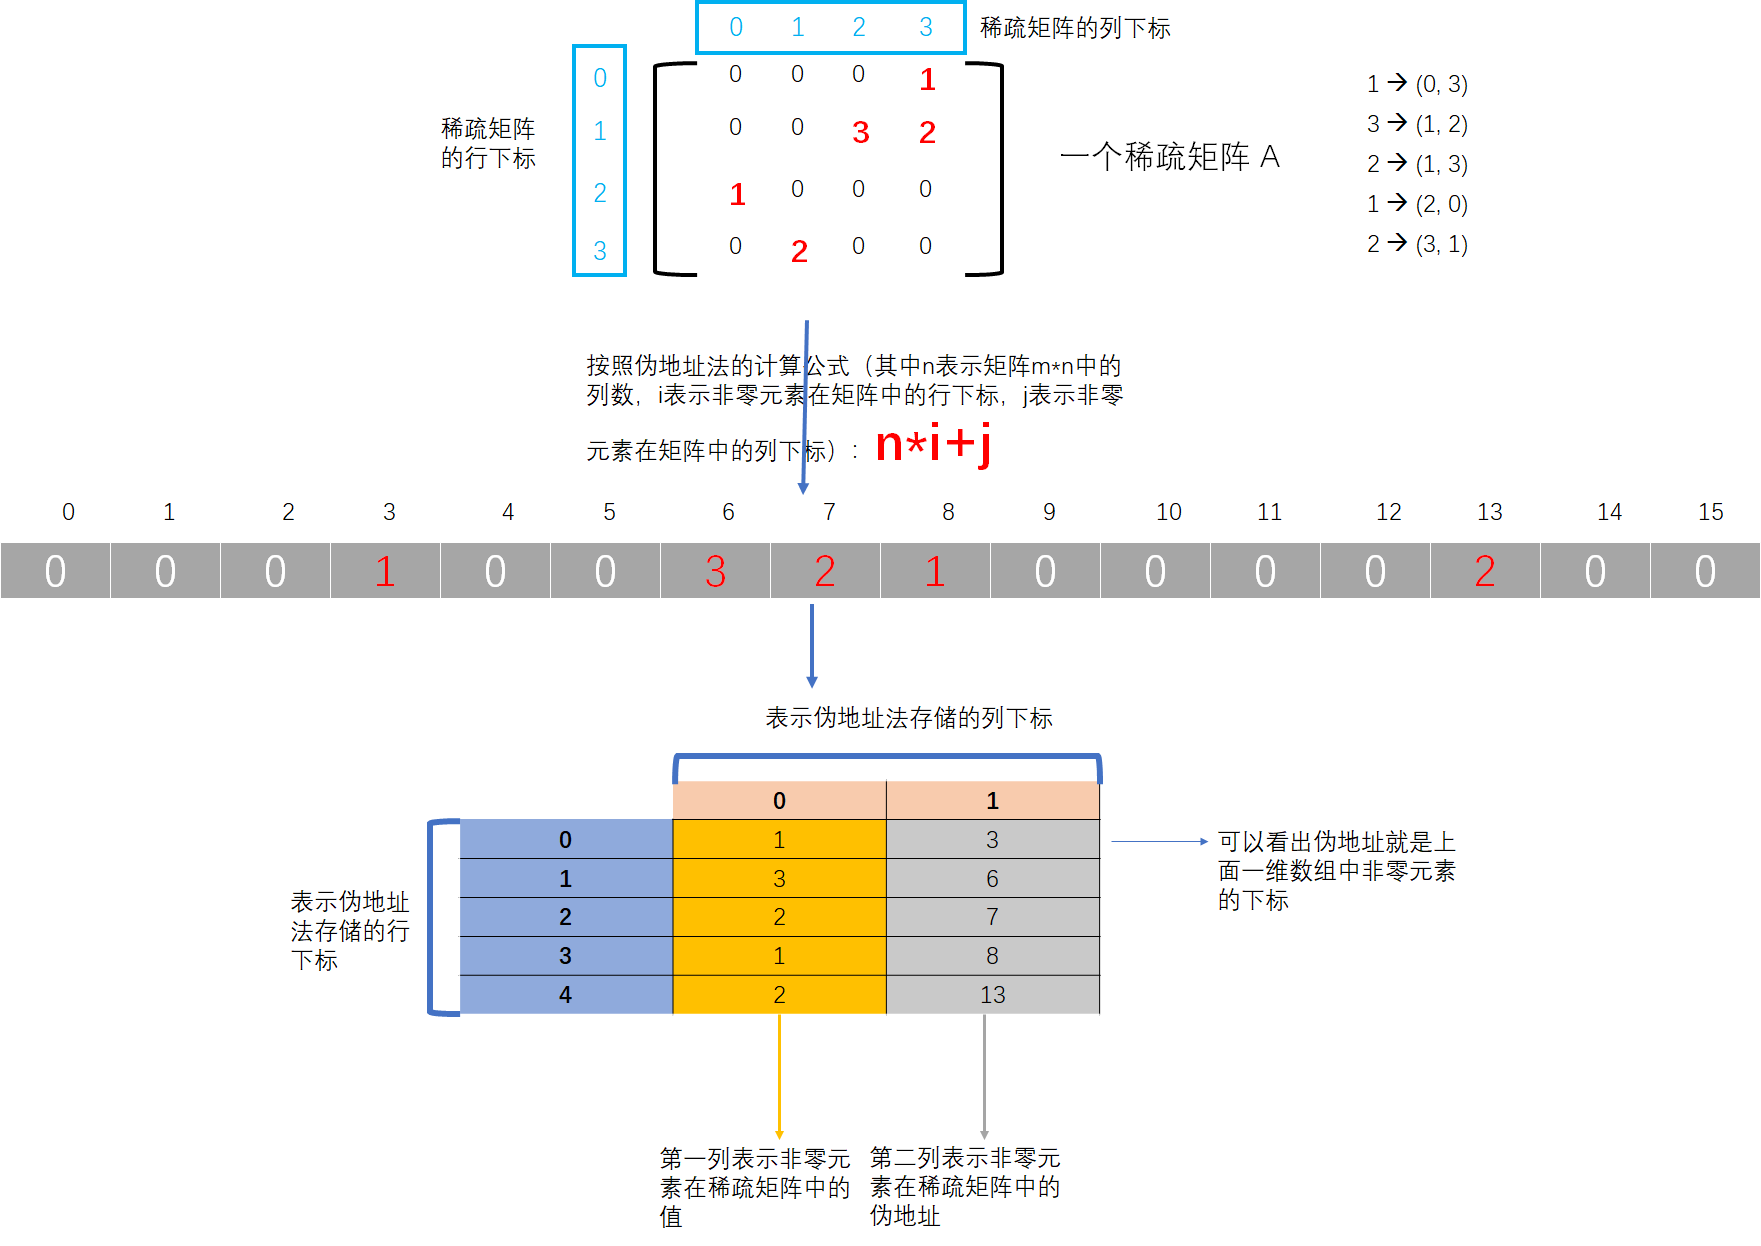 0 1 2 3 稀疏矩阵的列下标
稀疏矩阵
的行下标
0 0 0 0 1
1 0 0 3 2
2 1 0 0 0
3 0 2 0 0
一个稀疏矩阵 A
1 → (0, 3)
3 → (1, 2)
2 → (1, 3)
1 → (2, 0)
2 → (3, 1)
按照伪地址法的计算公式（其中n表示矩阵m*n中的
列数，i表示非零元素在矩阵中的行下标，j表示非零
元素在矩阵中的列下标）：n*i+j
0 1 2 3 4 5 6 7 8 9 10 11 12 13 14 15
0 0 0 1 0 0 3 2 1 0 0 0 0 2 0 0
表示伪地址法存储的列下标
0 1
0 1 3
1 3 6
2 2 7
3 1 8
4 2 13
表示伪地址
法存储的行
下标
可以看出伪地址就是上
面一维数组中非零元素
的下标
第一列表示非零元
素在稀疏矩阵中的
值
第二列表示非零元
素在稀疏矩阵中的
伪地址